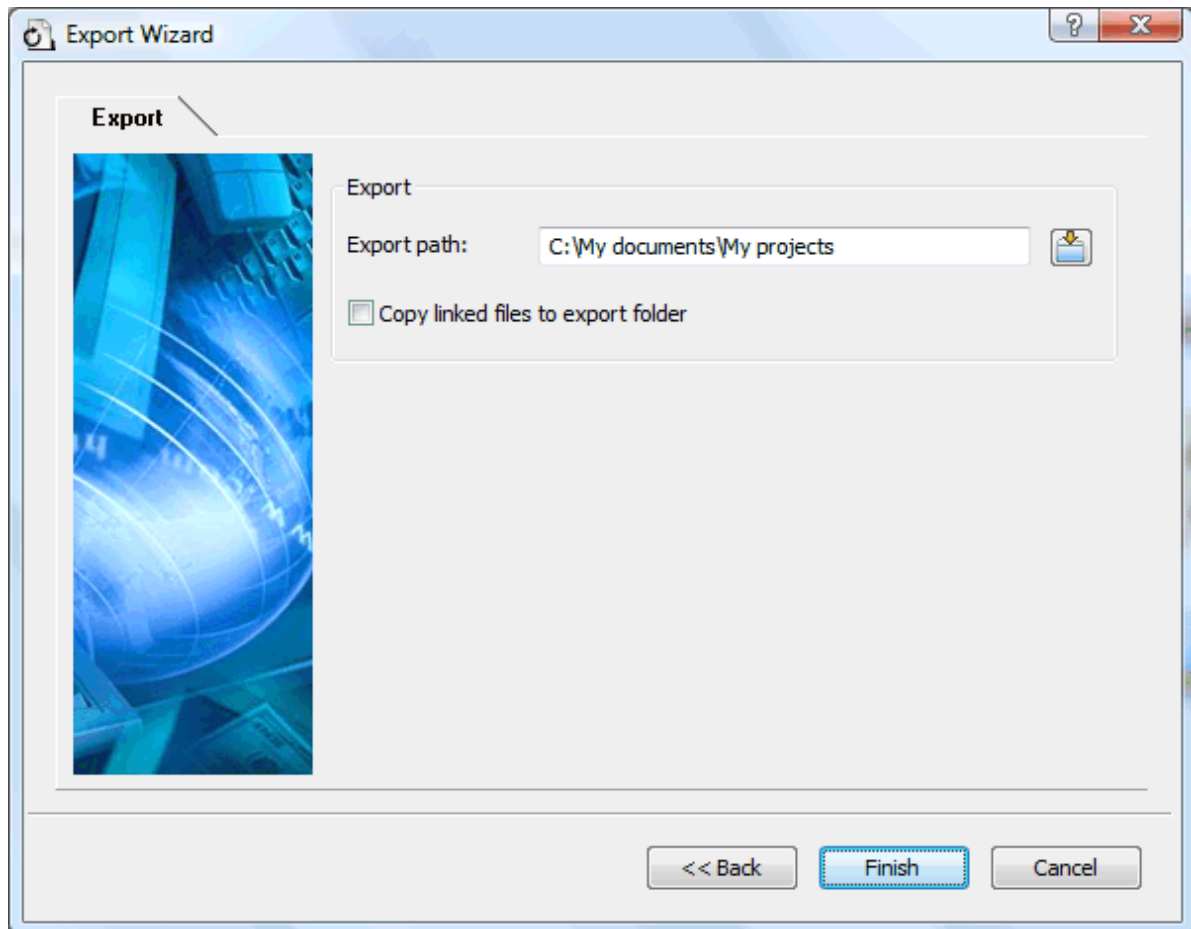 Export Wizard
Export
Export
Export path: C:\My documents\My projects
Copy linked files to export folder
<< Back Finish Cancel